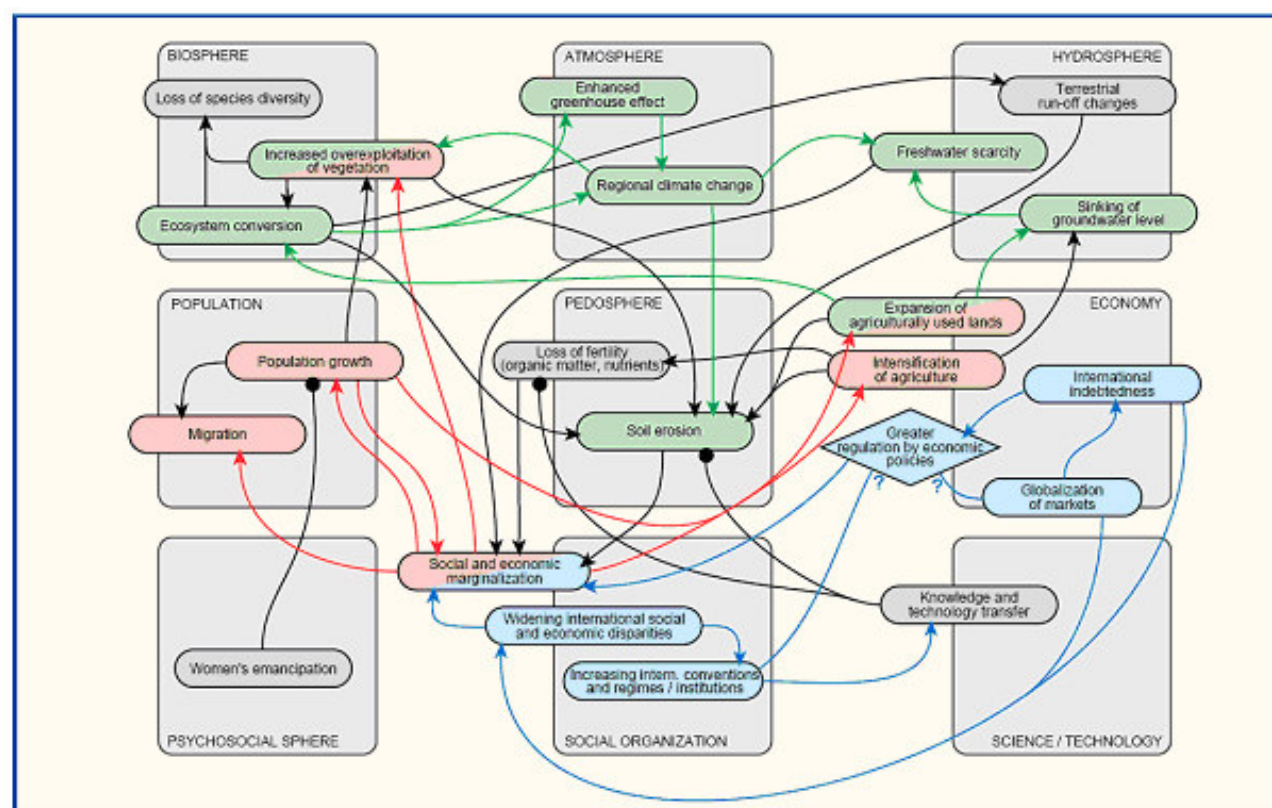 BIOSPHERE
ATMOSPHERE
HYDROSPHERE
Loss of species diversity
Enhanced
greenhouse effect
Terrestrial
run-off changes
Increased overexploitation
of vegetation
Freshwater scarcity
Regional climate change
Ecosystem conversion
Sinking of
groundwater level
POPULATION
PEDOSPHERE
ECONOMY
Expansion of
agriculturally used lands
Population growth
Loss of fertility
(organic matter, nutrients)
Intensification
of agriculture
International
indebtedness
Migration
Soil erosion
Greater
regulation by economic
policies
?
?
Globalization
of markets
Social and economic
marginalization
Knowledge and
technology transfer
Widening international social
and economic disparities
Women's emancipation
Increasing intern. conventions
and regimes / institutions
PSYCHOSOCIAL SPHERE
SOCIAL ORGANIZATION
SCIENCE / TECHNOLOGY